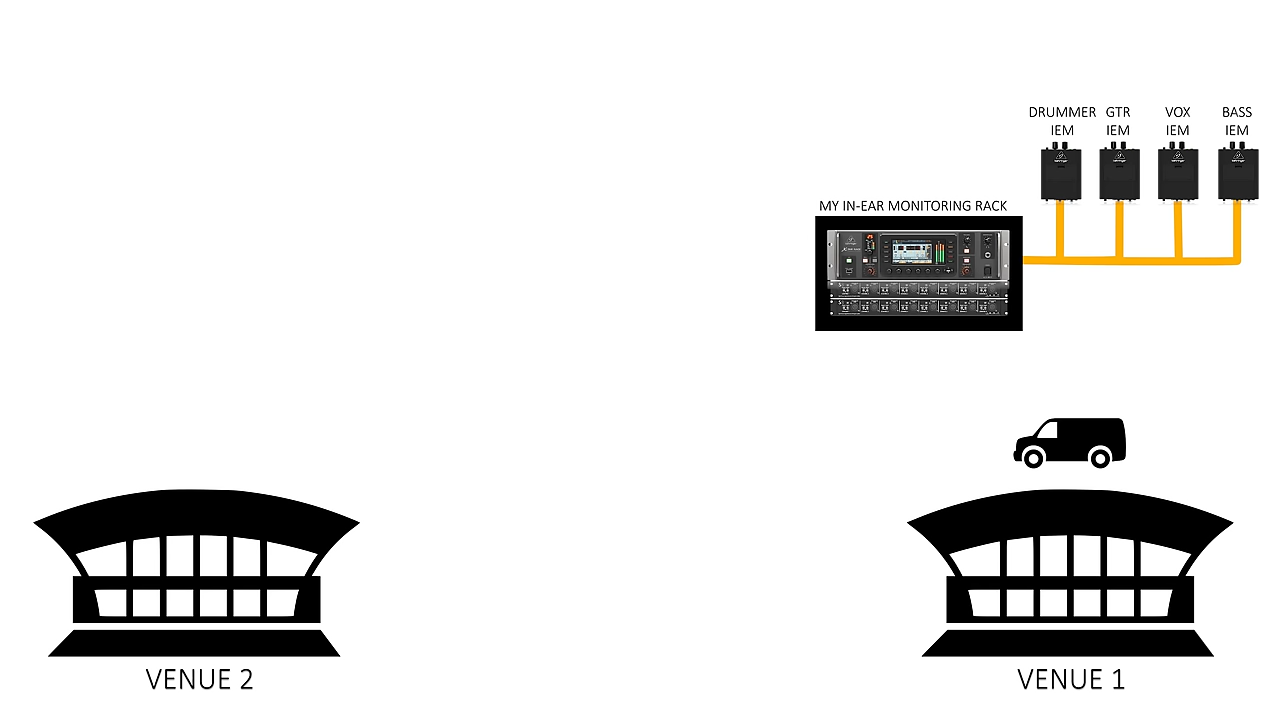 DRUMMER GTR VOX BASS
IEM IEM IEM IEM
MY IN-EAR MONITORING RACK
VENUE 2 VENUE 1